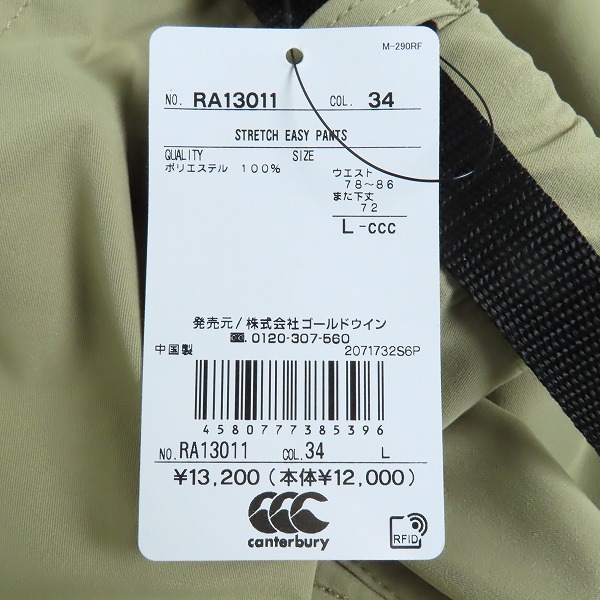 M-290RF
NO. RA13011 COL. 34
STRETCH EASY PANTS
QUALITY SIZE
ポリエステル 100%
ウエスト
78～86
また下丈
72
L-ccc
発売元/株式会社ゴールドウイン
0120-307-560
中国製 2071732S6P
4580777385396
NO. RA13011 COL. 34 L
¥13,200(本体¥12,000)
canterbury
RFID